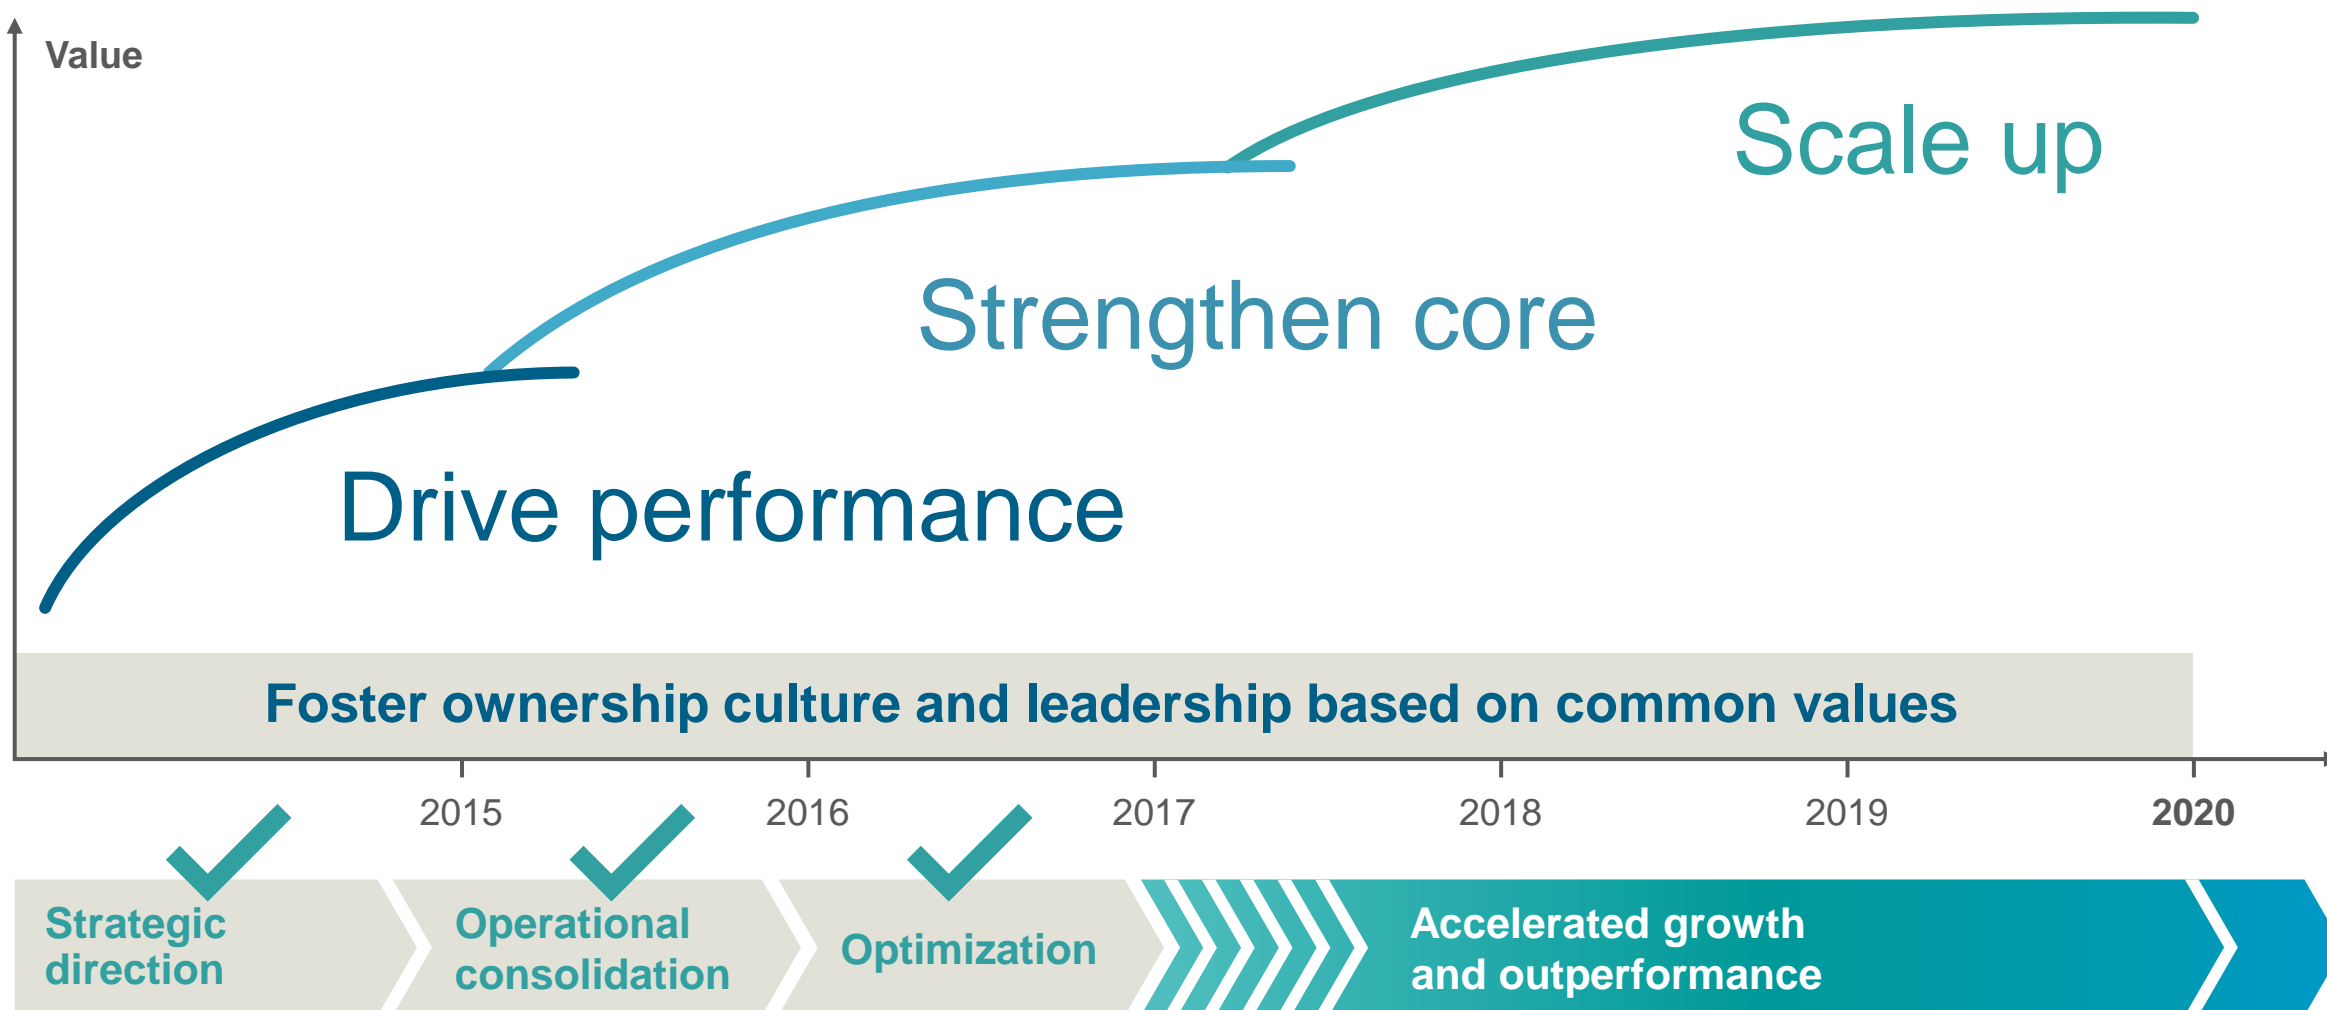 Value
Scale up
Strengthen core
Drive performance
Foster ownership culture and leadership based on common values
2015 2016 2017 2018 2019 2020
Strategic
direction
Operational
consolidation
Optimization
Accelerated growth
and outperformance